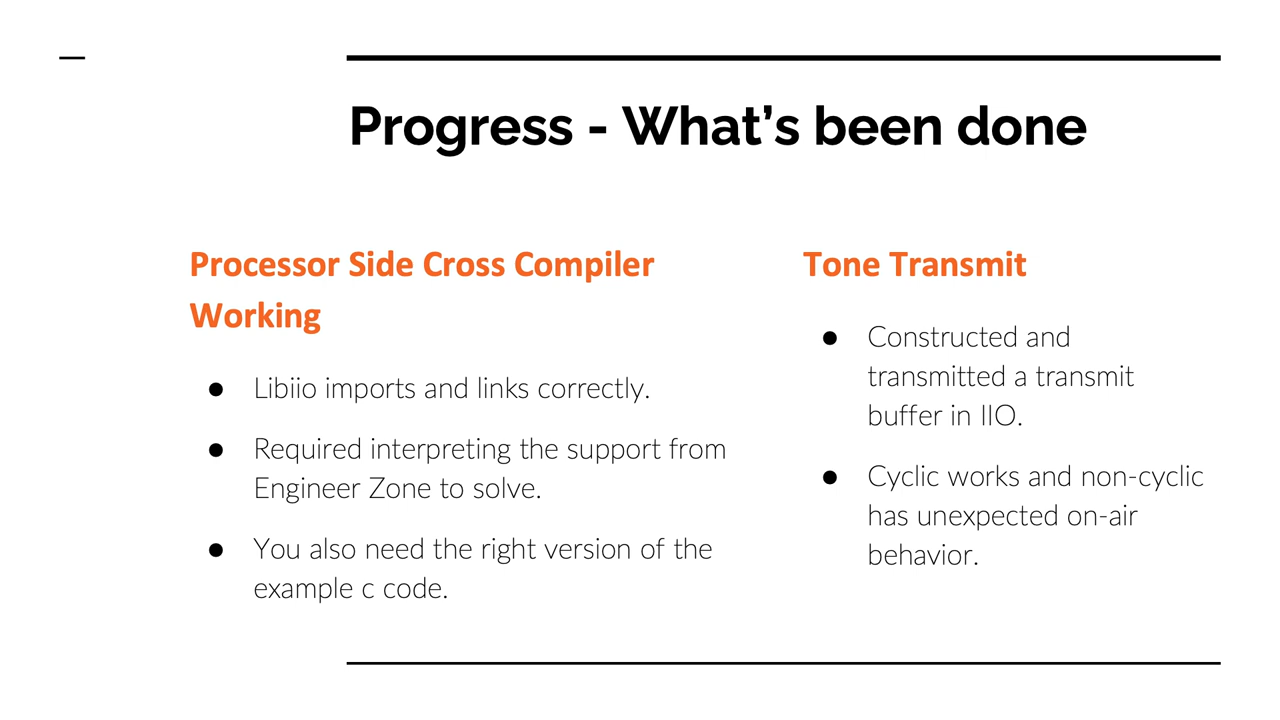 Progress - What's been done
Processor Side Cross Compiler
Working
● Libiio imports and links correctly.
● Required interpreting the support from
Engineer Zone to solve.
● You also need the right version of the
example c code.
Tone Transmit
● Constructed and
transmitted a transmit
buffer in IIO.
● Cyclic works and non-cyclic
has unexpected on-air
behavior.